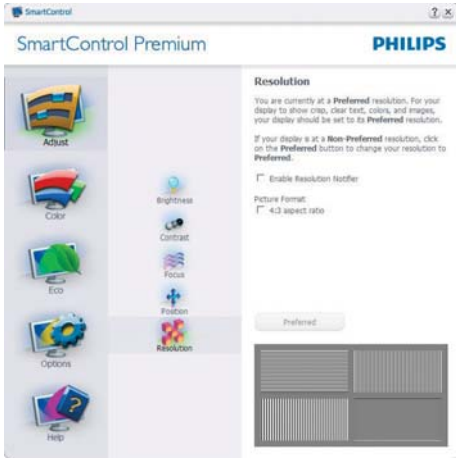 SmartControl
? x
SmartControl Premium
PHILIPS
Adjust
Color
Eco
Options
Help
Brightness
Contrast
Focus
Position
Resolution
Resolution
You are currently at a Preferred resolution. For your
display to show crisp, clear text, colors, and images,
your display should be set to its Preferred resolution.
If your display is at a Non-Preferred resolution, click
on the Preferred button to change your resolution to
Preferred.
Enable Resolution Notifier
Picture Format
4:3 aspect ratio
Preferred